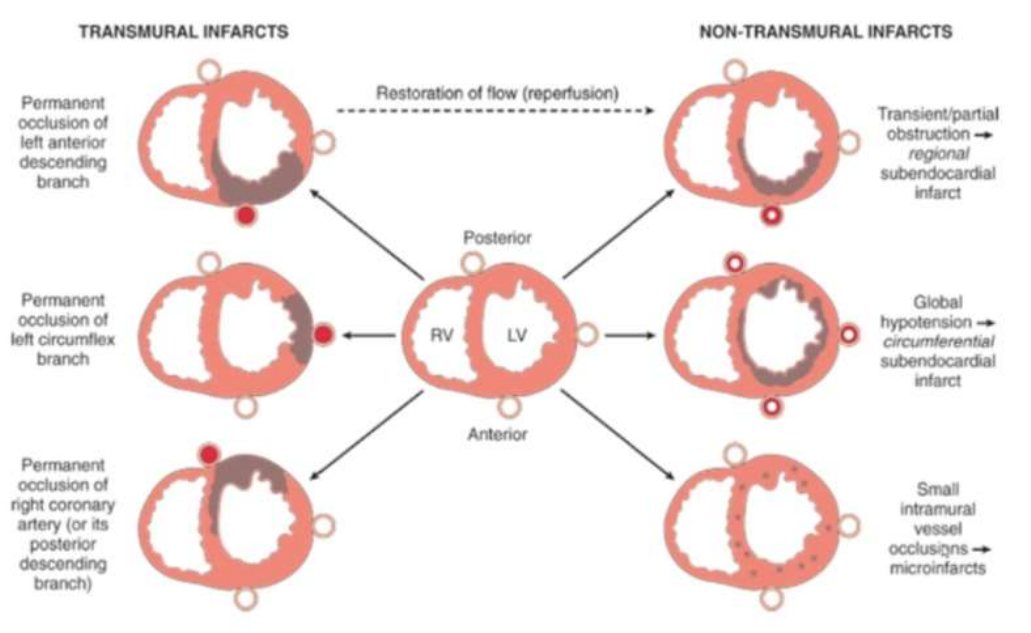 TRANSMURAL INFARCTS
NON-TRANSMURAL INFARCTS
Permanent
occlusion of
left anterior
descending
branch
Restoration of flow (reperfusion)
Transient/partial
obstruction →
regional
subendocardial
infarct
Permanent
occlusion of
left circumflex
branch
Posterior
RV
LV
Anterior
Global
hypotension →
circumferential
subendocardial
infarct
Permanent
occlusion of
right coronary
artery (or its
posterior
descending
branch)
Small
intramural
vessel
occlusions →
microinfarcts